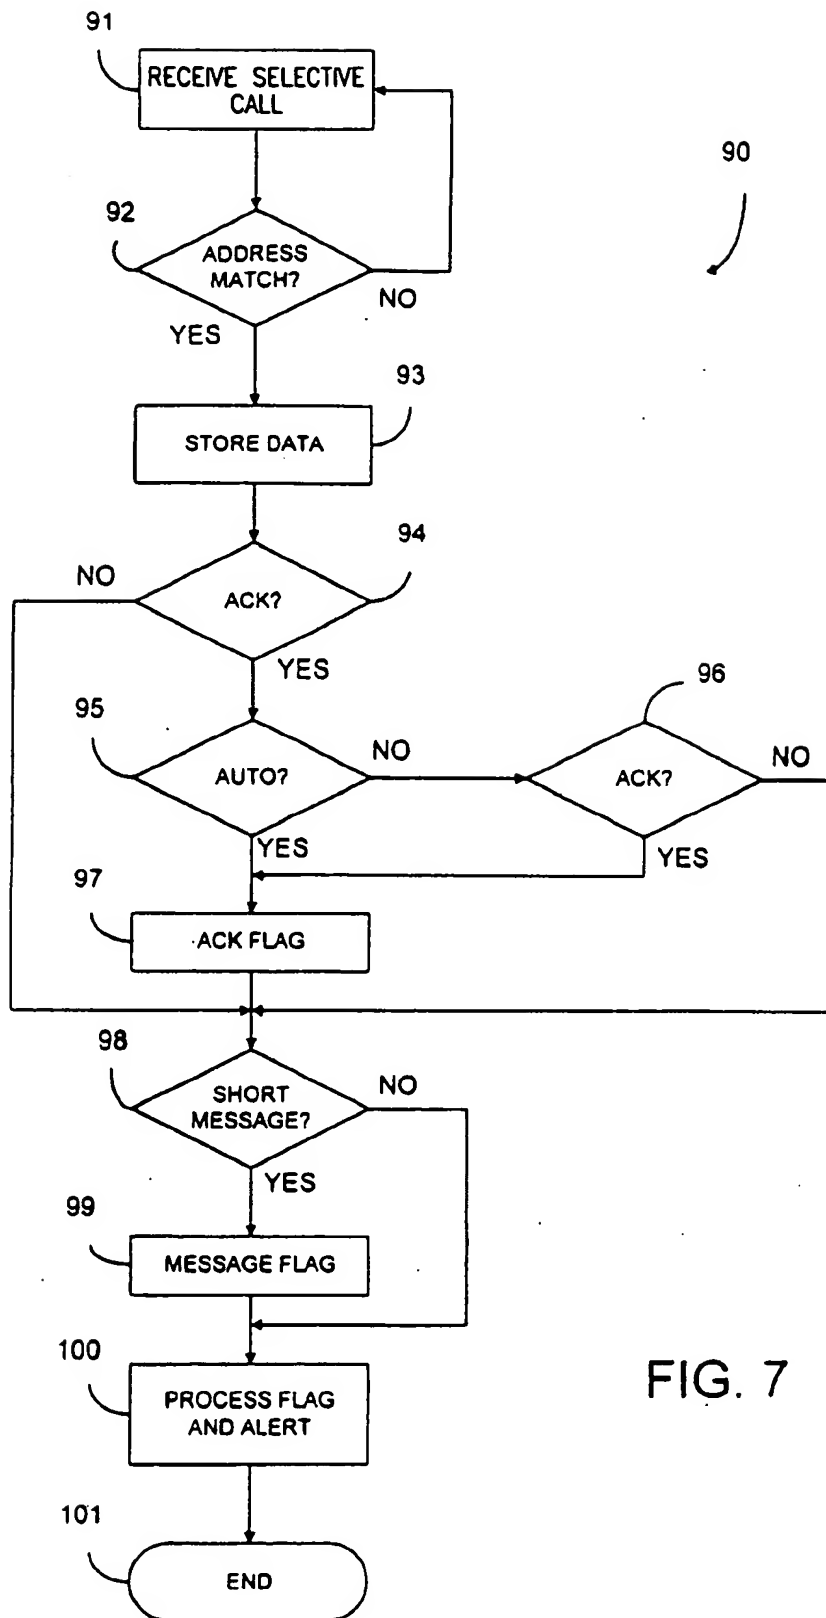 91
RECEIVE SELECTIVE
CALL
90
92
ADDRESS
MATCH?
NO
YES
93
STORE DATA
94
NO
ACK?
YES
96
95
NO
NO
AUTO?
ACK?
YES
YES
97
ACK FLAG
98
NO
SHORT
MESSAGE?
YES
99
MESSAGE FLAG
100
PROCESS FLAG
AND ALERT
FIG. 7
101
END